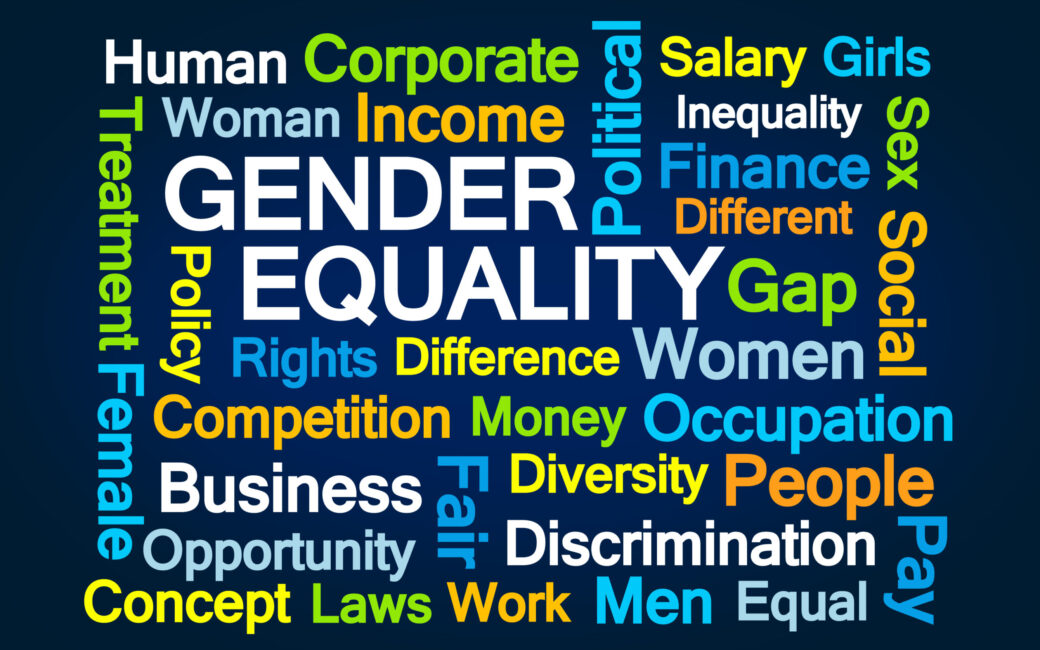 Human
Corporate
Political
Salary
Girls
Treatment
Woman
Income
Inequality
Sex
GENDER
Finance
Different
Social
Policy
EQUALITY
Gap
Rights
Difference
Women
Female
Competition
Money
Occupation
Business
Fair
Diversity
People
Opportunity
Discrimination
Pay
Concept
Laws
Work
Men
Equal